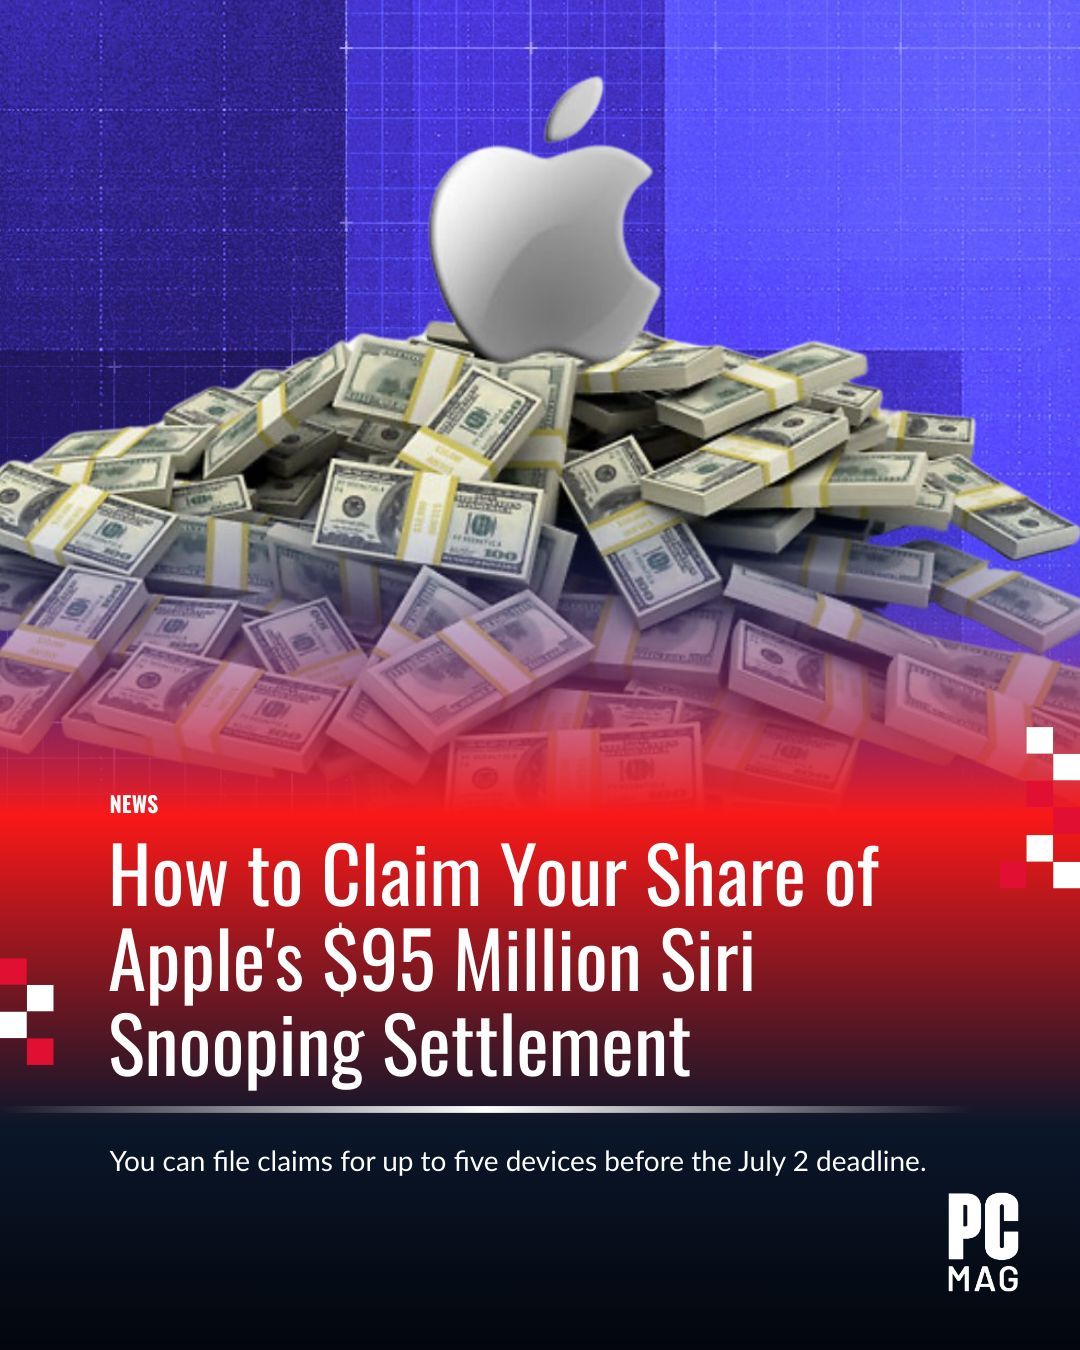 NEWS
How to Claim Your Share of
Apple's $95 Million Siri
Snooping Settlement
You can file claims for up to five devices before the July 2 deadline.
PC
MAG